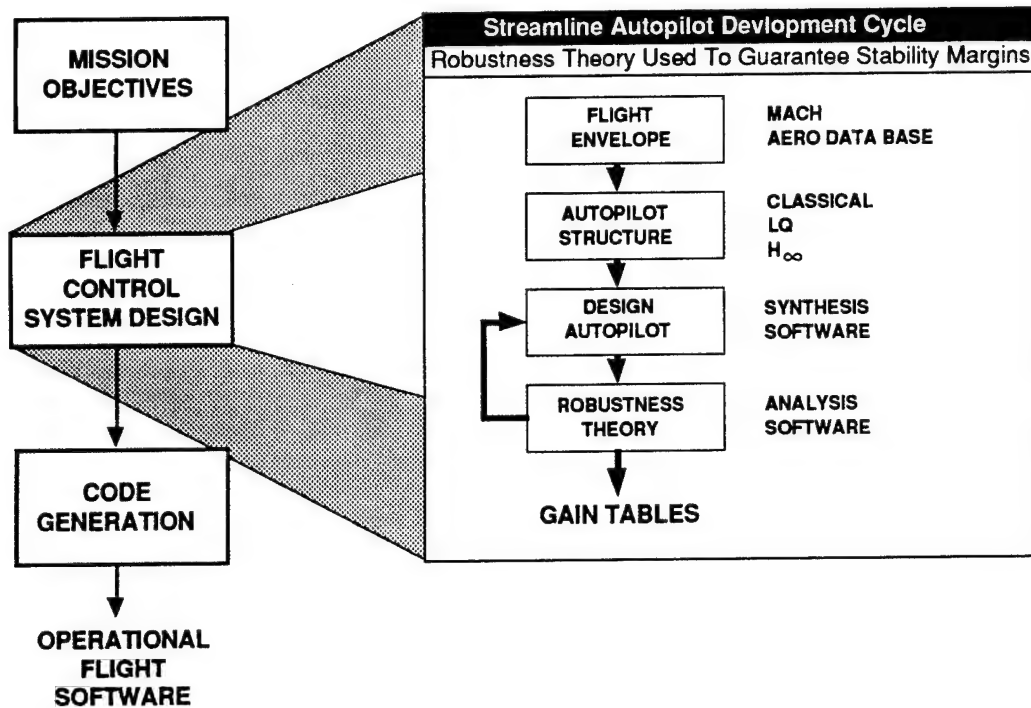 MISSION
OBJECTIVES
FLIGHT
CONTROL
SYSTEM DESIGN
CODE
GENERATION
OPERATIONAL
FLIGHT
SOFTWARE
Streamline Autopilot Devlopment Cycle
Robustness Theory Used To Guarantee Stability Margins
FLIGHT
ENVELOPE
MACH
AERO DATA BASE
AUTOPILOT
STRUCTURE
CLASSICAL
LQ
H∞
DESIGN
AUTOPILOT
SYNTHESIS
SOFTWARE
ROBUSTNESS
THEORY
ANALYSIS
SOFTWARE
GAIN TABLES